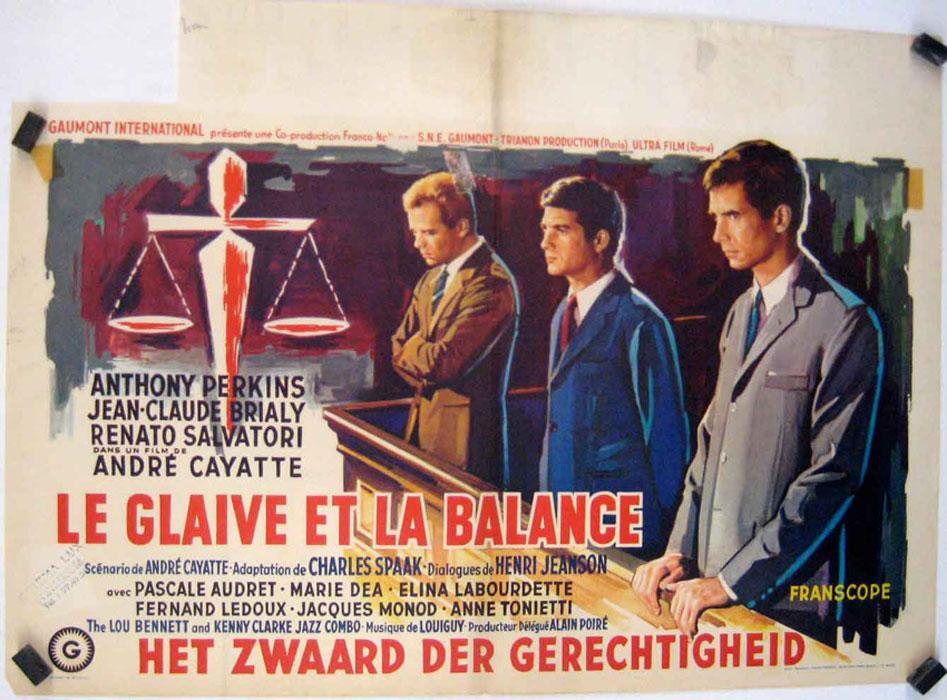 GAUMONT INTERNATIONAL présente une Co-production Franco- S.N.E. GAUMONT - TRIANON PRODUCTION (Paris), ULTRA FILM (Rome)
ANTHONY PERKINS
JEAN-CLAUDE BRIALY
RENATO SALVATORI
DANS UN FILM DE
ANDRÉ CAYATTE
LE GLAIVE ET LA BALANCE
Scénario de ANDRÉ CAYATTE · Adaptation de CHARLES SPAAK · Dialogues de HENRI JEANSON
avec PASCALE AUDRET · MARIE DEA · ELINA LABOURDETTE
FERNAND LEDOUX · JACQUES MONOD · ANNE TONIETTI
The LOU BENNETT and KENNY CLARKE JAZZ COMBO · Musique de LOUIGUY · Producteur Délégué ALAIN POIRÉ
FRANSCOPE
G
HET ZWAARD DER GERECHTIGHEID